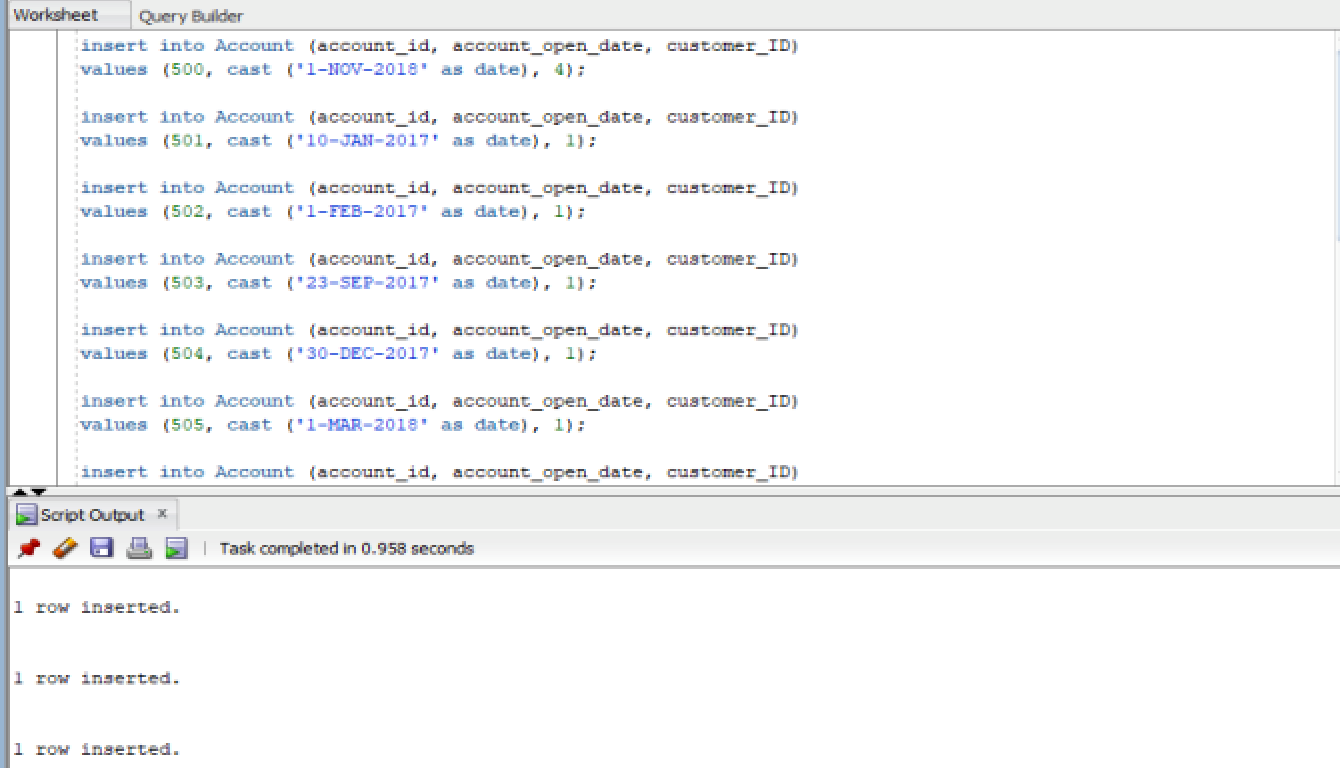 Worksheet Query Builder
insert into Account (account_id, account_open_date, customer_ID)
values (500, cast ('1-NOV-2018' as date), 4);
insert into Account (account_id, account_open_date, customer_ID)
values (501, cast ('10-JAN-2017' as date), 1);
insert into Account (account_id, account_open_date, customer_ID)
values (502, cast ('1-FEB-2017' as date), 1);
insert into Account (account_id, account_open_date, customer_ID)
values (503, cast ('23-SEP-2017' as date), 1);
insert into Account (account_id, account_open_date, customer_ID)
values (504, cast ('30-DEC-2017' as date), 1);
insert into Account (account_id, account_open_date, customer_ID)
values (505, cast ('1-MAR-2018' as date), 1);
insert into Account (account_id, account_open_date, customer_ID)
Script Output x
Task completed in 0.958 seconds
1 row inserted.
1 row inserted.
1 row inserted.